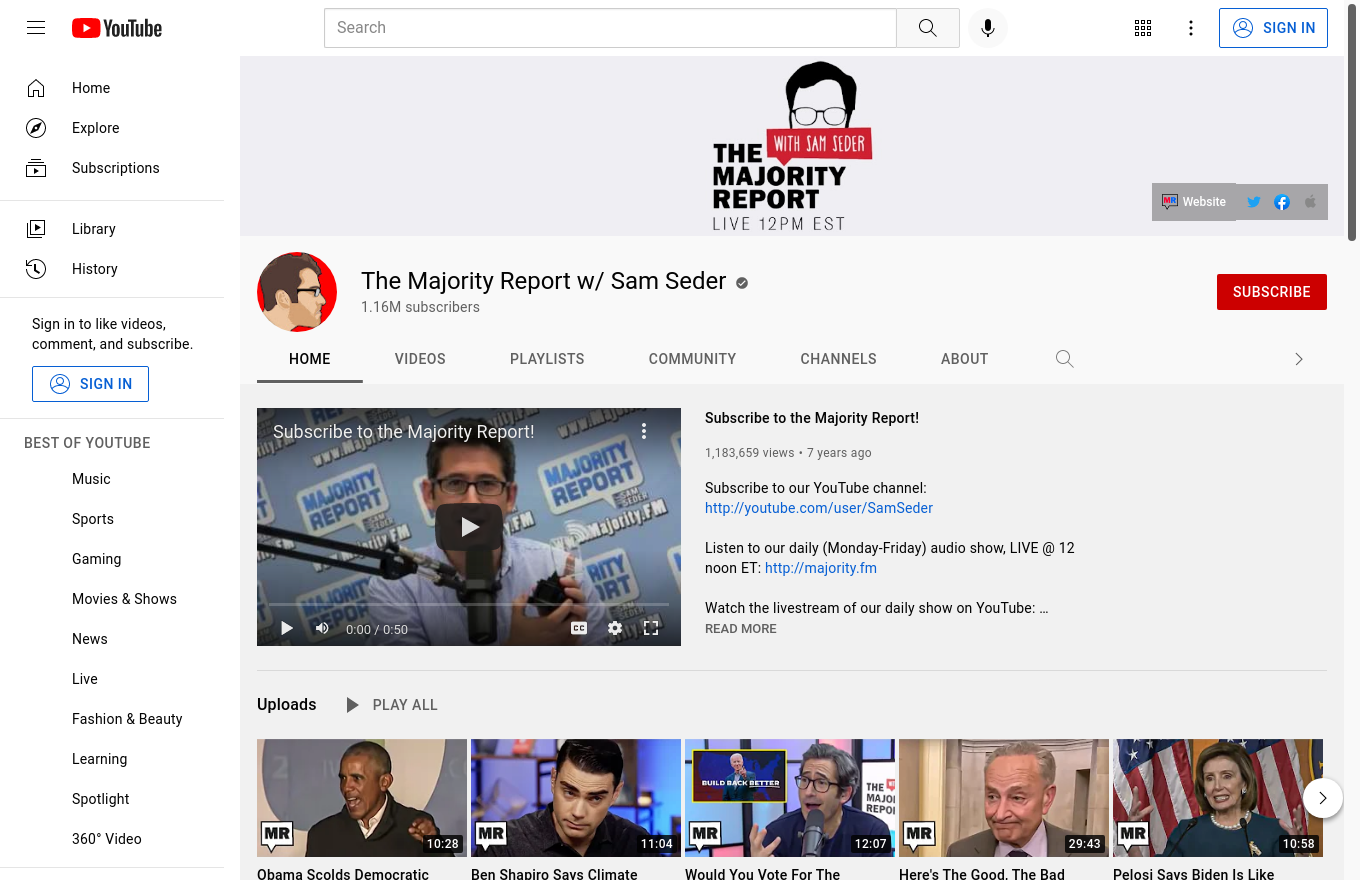 YouTube
Search
SIGN IN
Home
Explore
Subscriptions
Library
History
Sign in to like videos,
comment, and subscribe.
SIGN IN
BEST OF YOUTUBE
Music
Sports
Gaming
Movies & Shows
News
Live
Fashion & Beauty
Learning
Spotlight
360° Video
WITH SAM SEDER
THE
MAJORITY
REPORT
LIVE 12PM EST
MR Website
The Majority Report w/ Sam Seder
1.16M subscribers
SUBSCRIBE
HOME VIDEOS PLAYLISTS COMMUNITY CHANNELS ABOUT
Subscribe to the Majority Report!
MAJORITY
REPORT
SAM
SEDER
MAJORITY
REPORT
SAM
SEDER
Majority.FM
0:00 / 0:50
CC
Subscribe to the Majority Report!
1,183,659 views • 7 years ago
Subscribe to our YouTube channel:
http://youtube.com/user/SamSeder
Listen to our daily (Monday-Friday) audio show, LIVE @ 12
noon ET: http://majority.fm
Watch the livestream of our daily show on YouTube: ...
READ MORE
Uploads PLAY ALL
MR 10:28
Obama Scolds Democratic
MR 11:04
Ben Shapiro Says Climate
BUILD BACK BETTER
MR 12:07
Would You Vote For The
MR 29:43
Here's The Good, The Bad
MR 10:58
Pelosi Says Biden Is Like